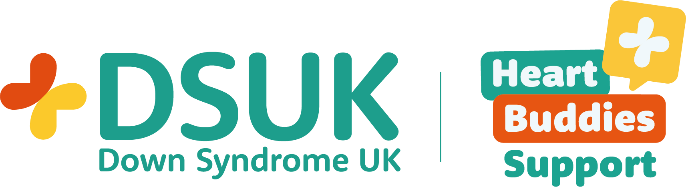 DSUK
Down Syndrome UK
Heart
Buddies
Support